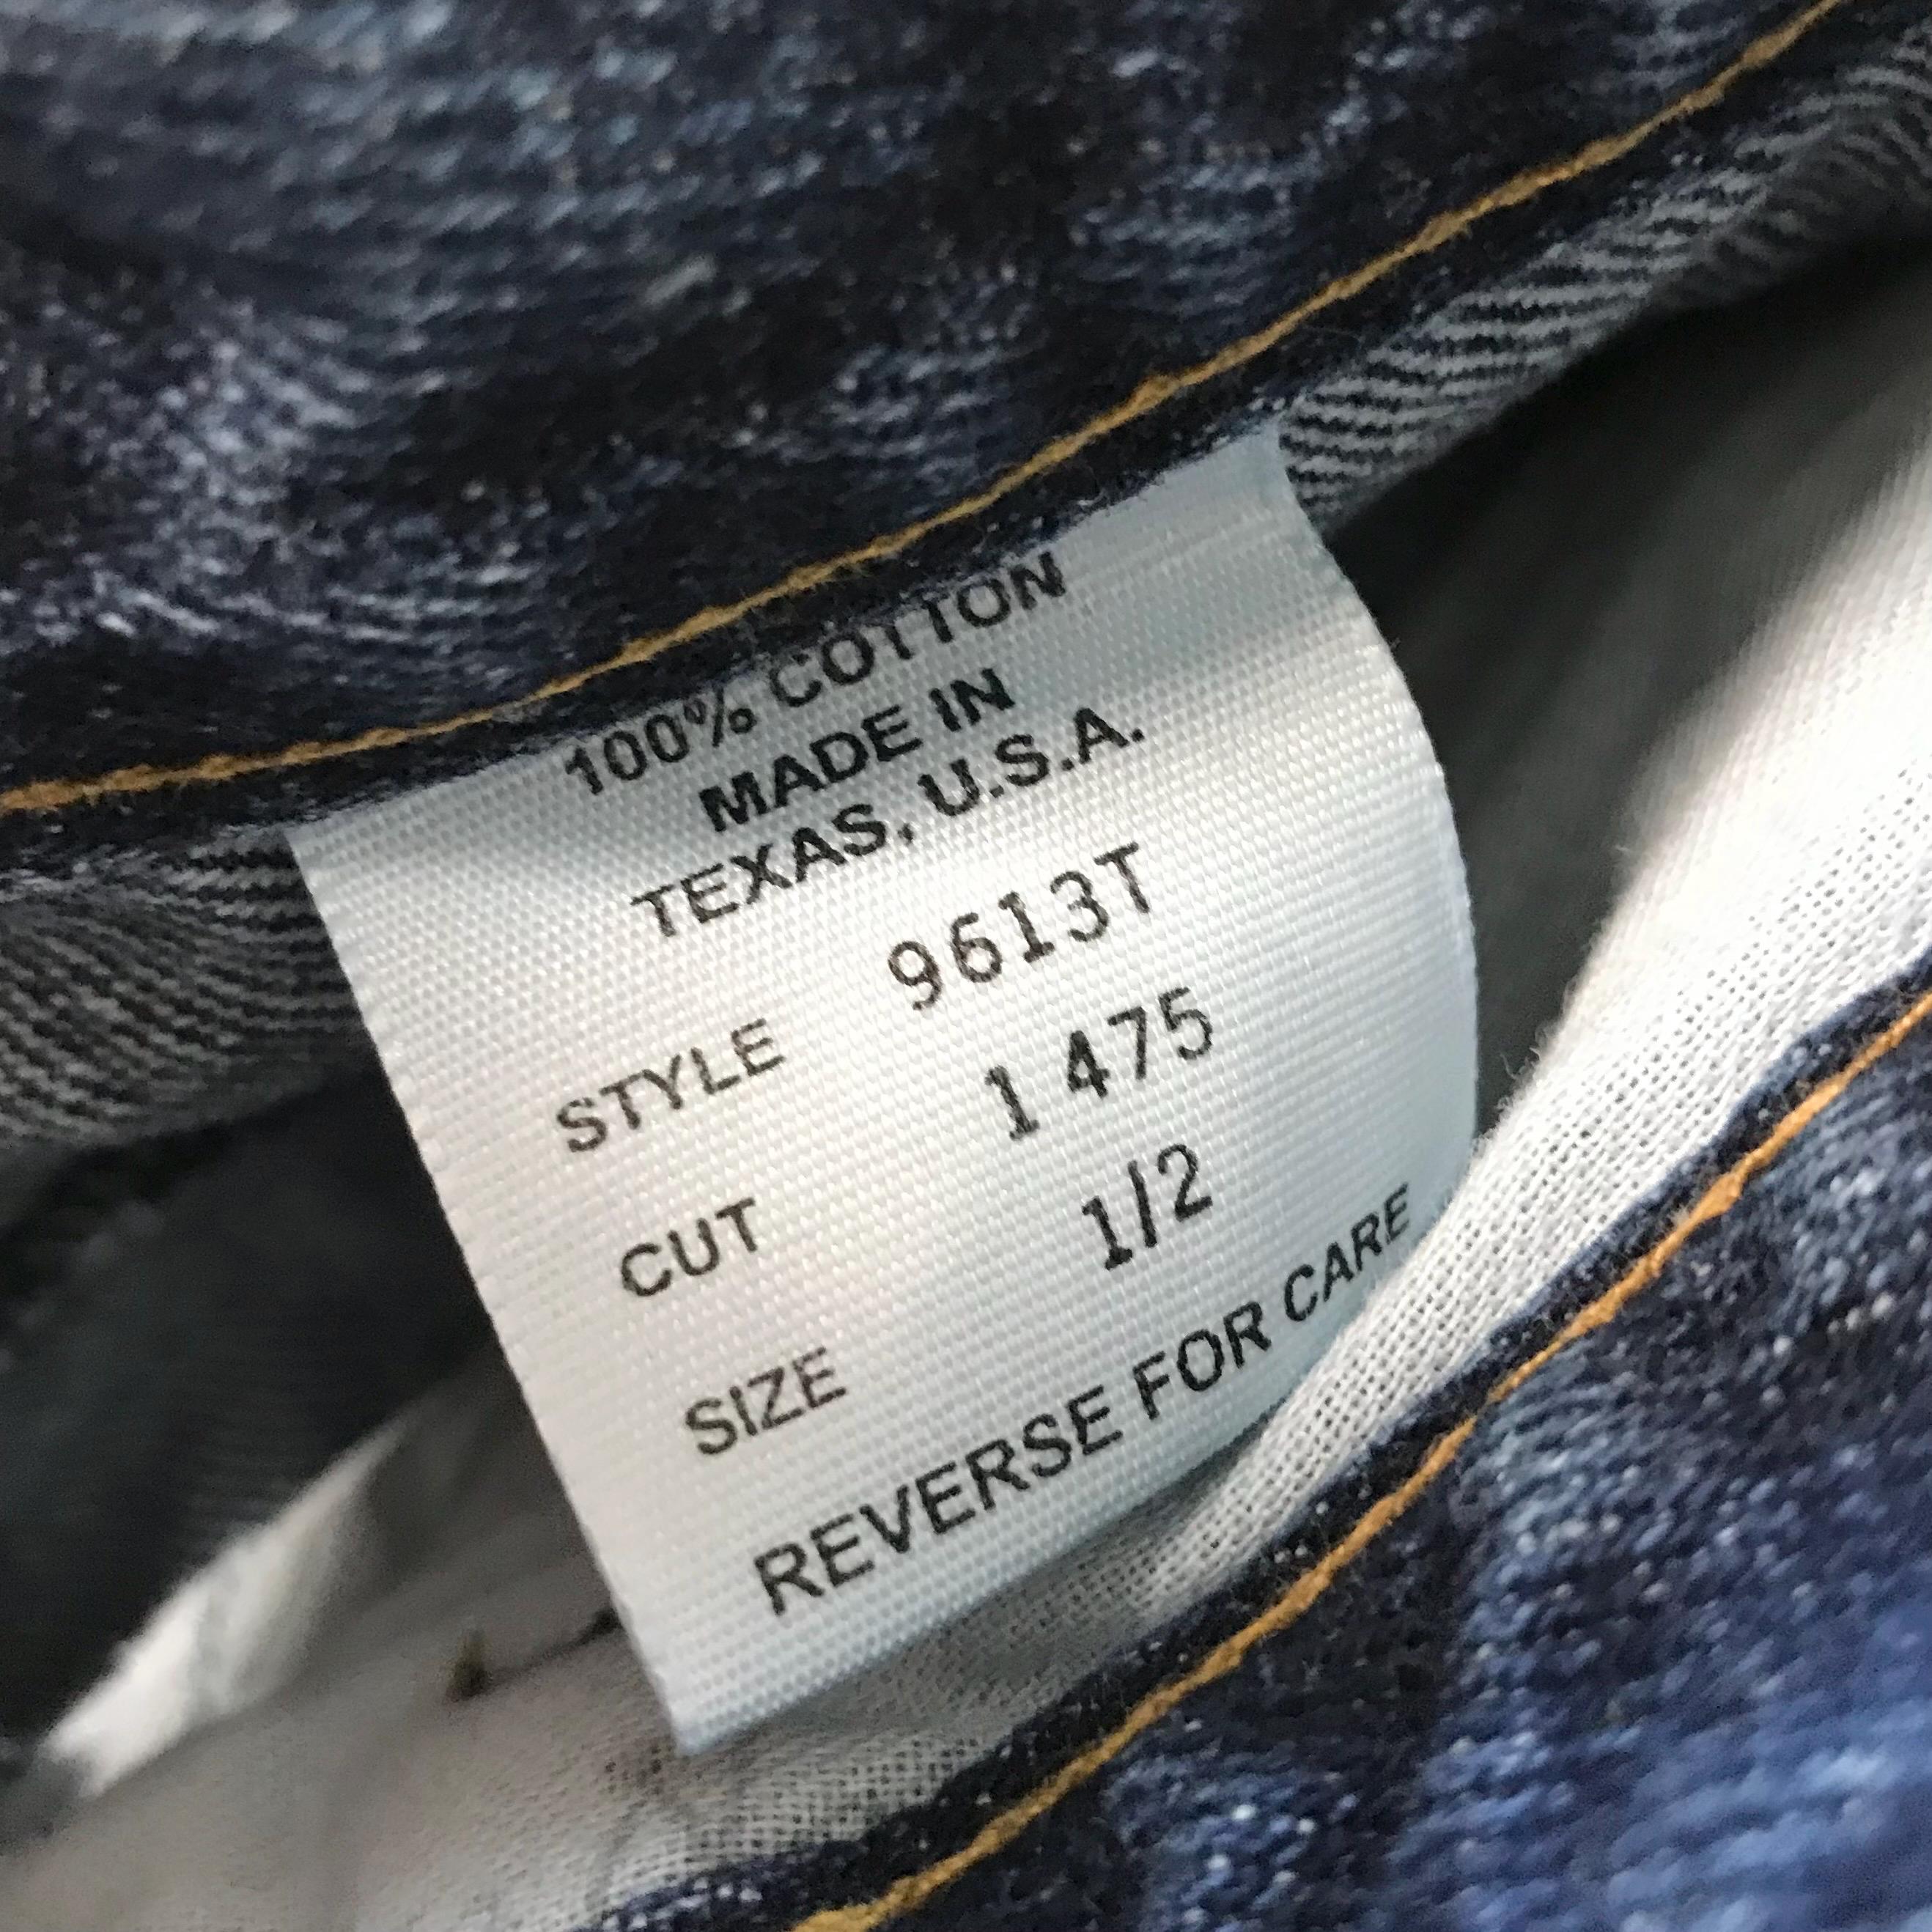 100% COTTON
MADE IN
TEXAS, U.S.A.
STYLE 9613T
CUT 1 475
SIZE 1/2
REVERSE FOR CARE